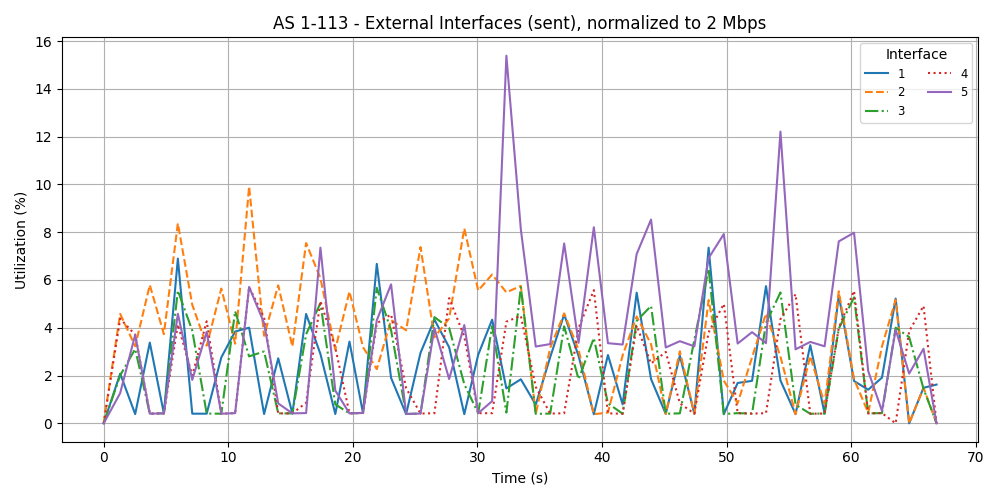 AS 1-113 - External Interfaces (sent), normalized to 2 Mbps
Utilization (%)
16
14
12
10
8
6
4
2
0
Interface
1 4
2 5
3
0 10 20 30 40 50 60 70
Time (s)